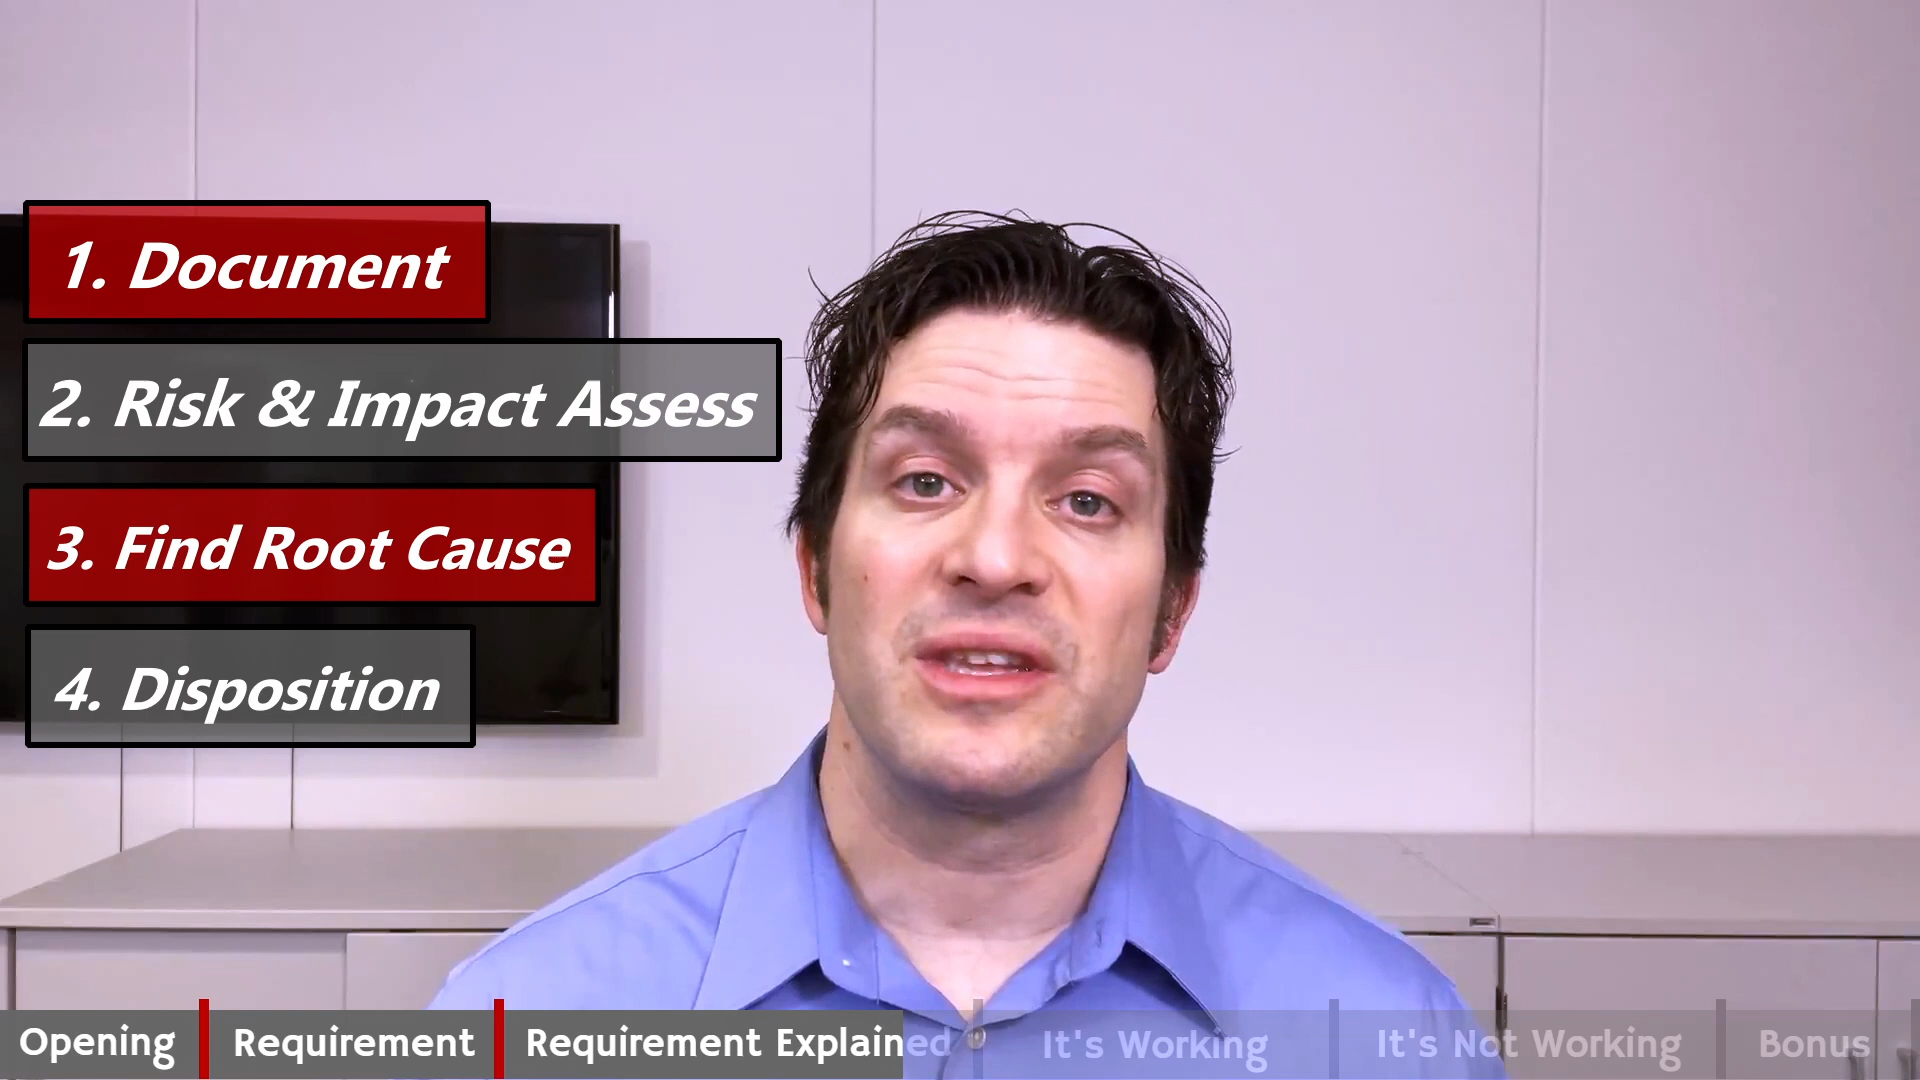 1. Document
2. Risk & Impact Assess
3. Find Root Cause
4. Disposition
Opening
Requirement
Requirement Explained
It's Working
It's Not Working
Bonus